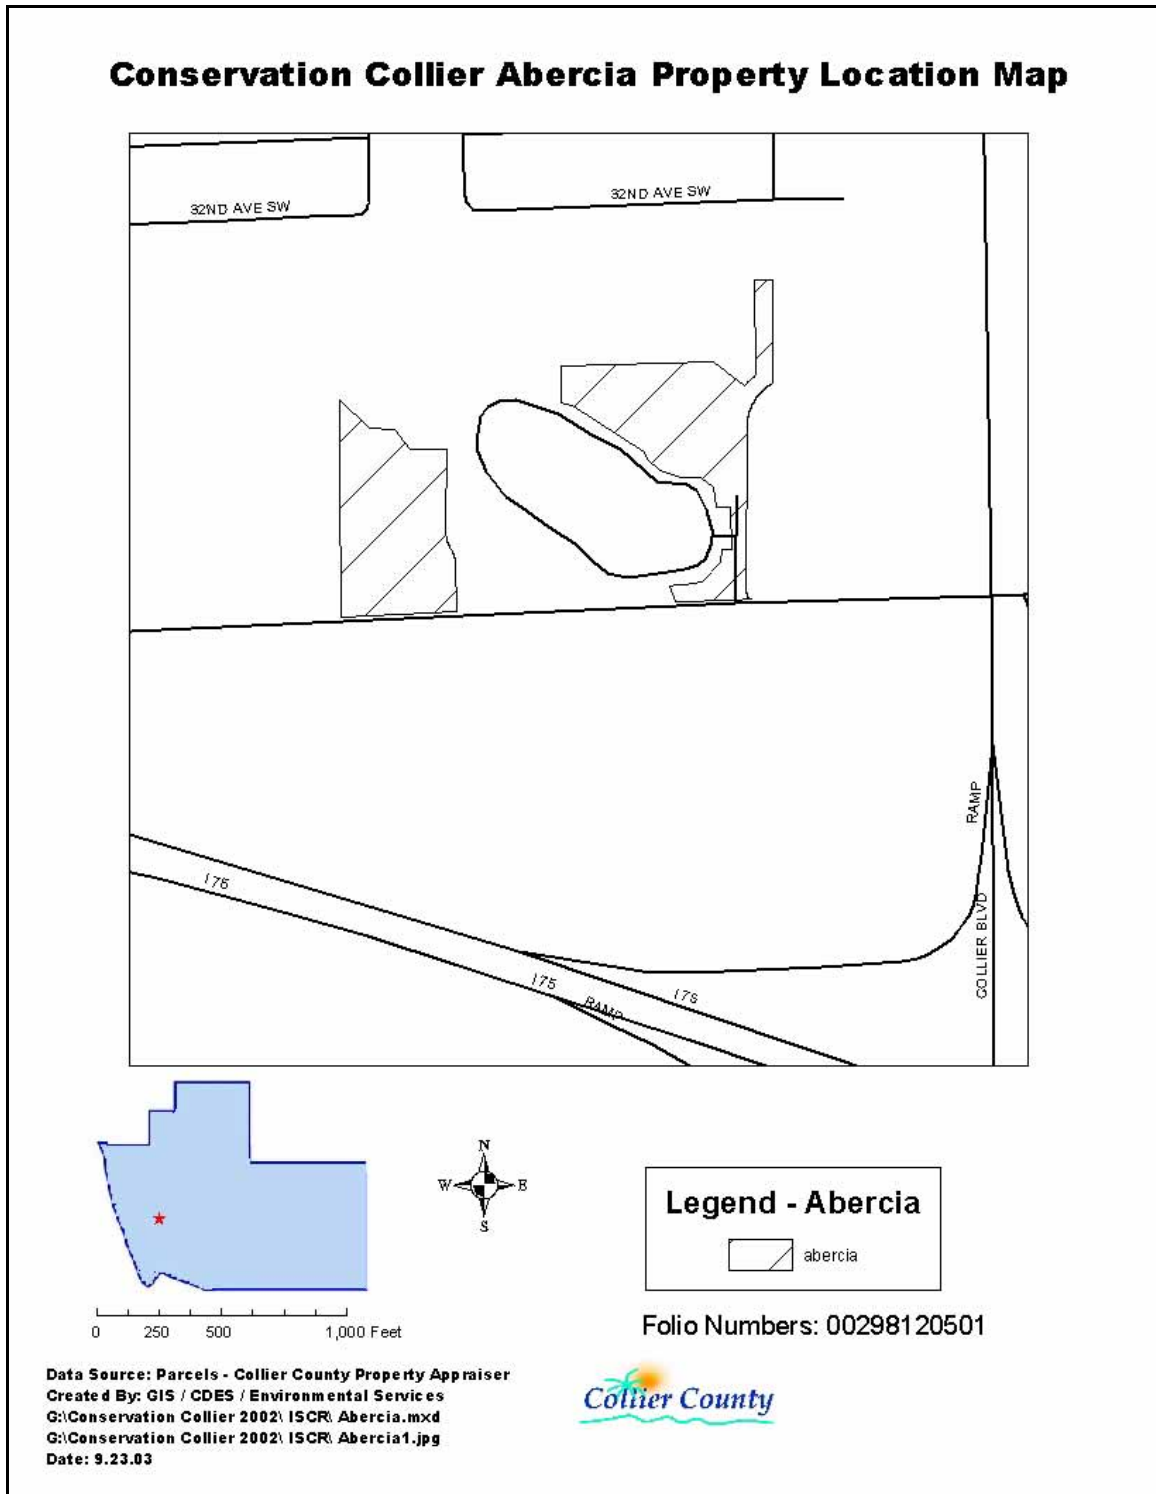 Conservation Collier Abercia Property Location Map
32ND AVE SW
32ND AVE SW
RAMP
COLLIER BLVD
I 75
I 75
RAMP
I 75
N
W E
S
Legend - Abercia
abercia
0 250 500 1,000 Feet
Folio Numbers: 00298120501
Data Source: Parcels - Collier County Property Appraiser
Created By: GIS / CDES / Environmental Services
G:\Conservation Collier 2002\ ISCR\ Abercia.mxd
G:\Conservation Collier 2002\ ISCR\ Abercia1.jpg
Date: 9.23.03
Collier County